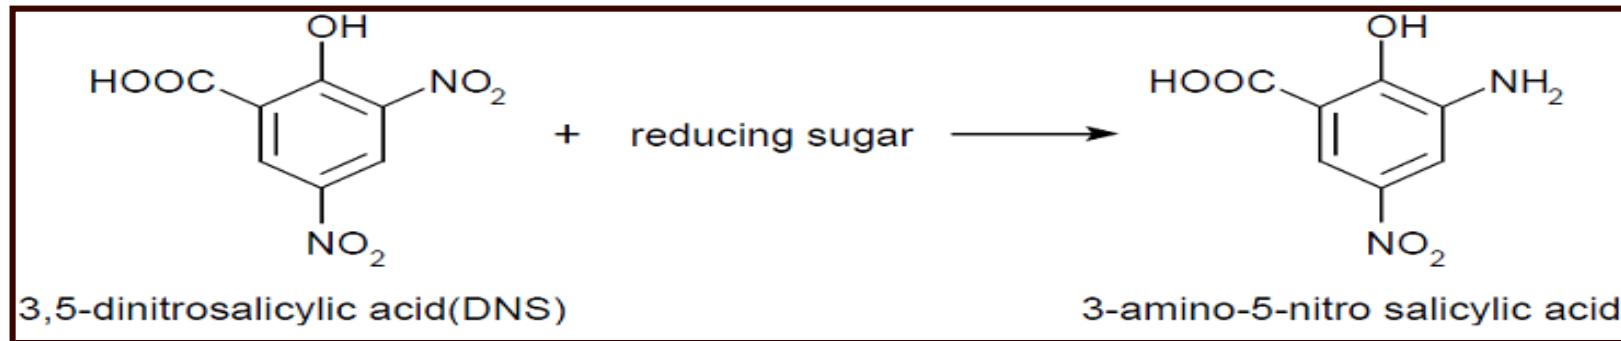 OH
HOOC
NO₂
+ reducing sugar
NO₂
3,5-dinitrosalicylic acid(DNS)
OH
HOOC
NH₂
NO₂
3-amino-5-nitro salicylic acid